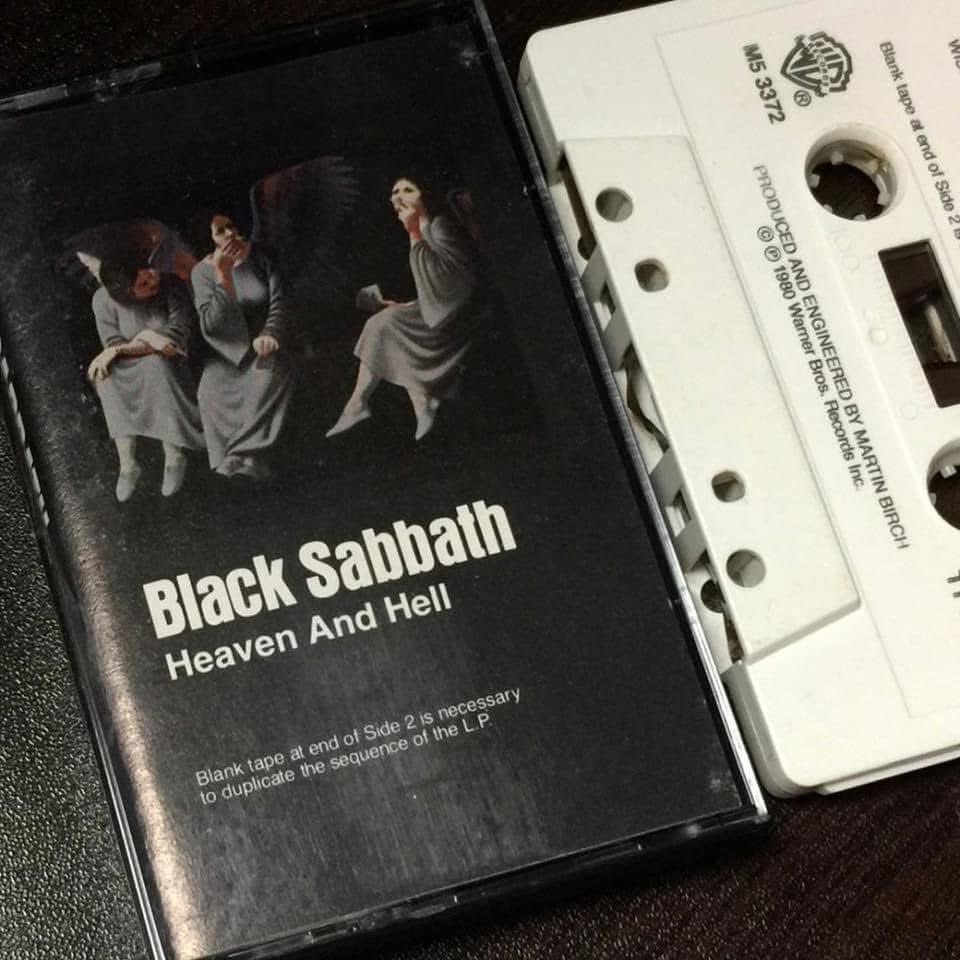 Black Sabbath
Heaven And Hell
Blank tape at end of Side 2 is necessary
to duplicate the sequence of the L.P.
Blank tape at end of Side 2 is
RECORDS
®
M5 3372
PRODUCED AND ENGINEERED BY MARTIN BIRCH
© ℗ 1980 Warner Bros. Records Inc.